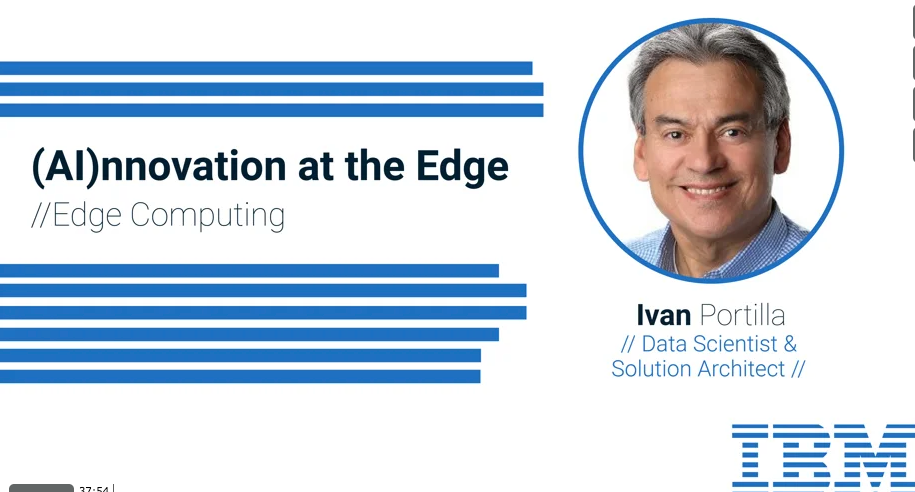 (AI)nnovation at the Edge
//Edge Computing
Ivan Portilla
// Data Scientist &
Solution Architect //
IBM
37:54